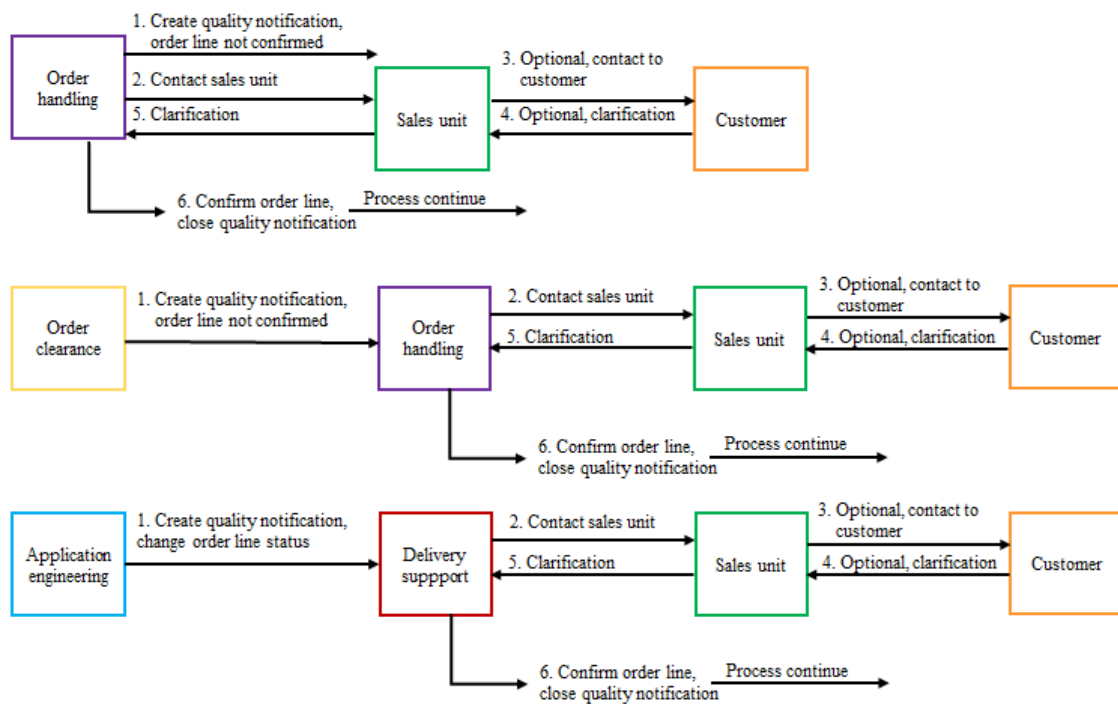 1. Create quality notification,
order line not confirmed
Order
handling
2. Contact sales unit
5. Clarification
Sales unit
3. Optional, contact to
customer
4. Optional, clarification
Customer
6. Confirm order line,
close quality notification
Process continue
Order
clearance
1. Create quality notification,
order line not confirmed
Order
handling
2. Contact sales unit
5. Clarification
Sales unit
3. Optional, contact to
customer
4. Optional, clarification
Customer
6. Confirm order line,
close quality notification
Process continue
Application
engineering
1. Create quality notification,
change order line status
Delivery
suppport
2. Contact sales unit
5. Clarification
Sales unit
3. Optional, contact to
customer
4. Optional, clarification
Customer
6. Confirm order line,
close quality notification
Process continue